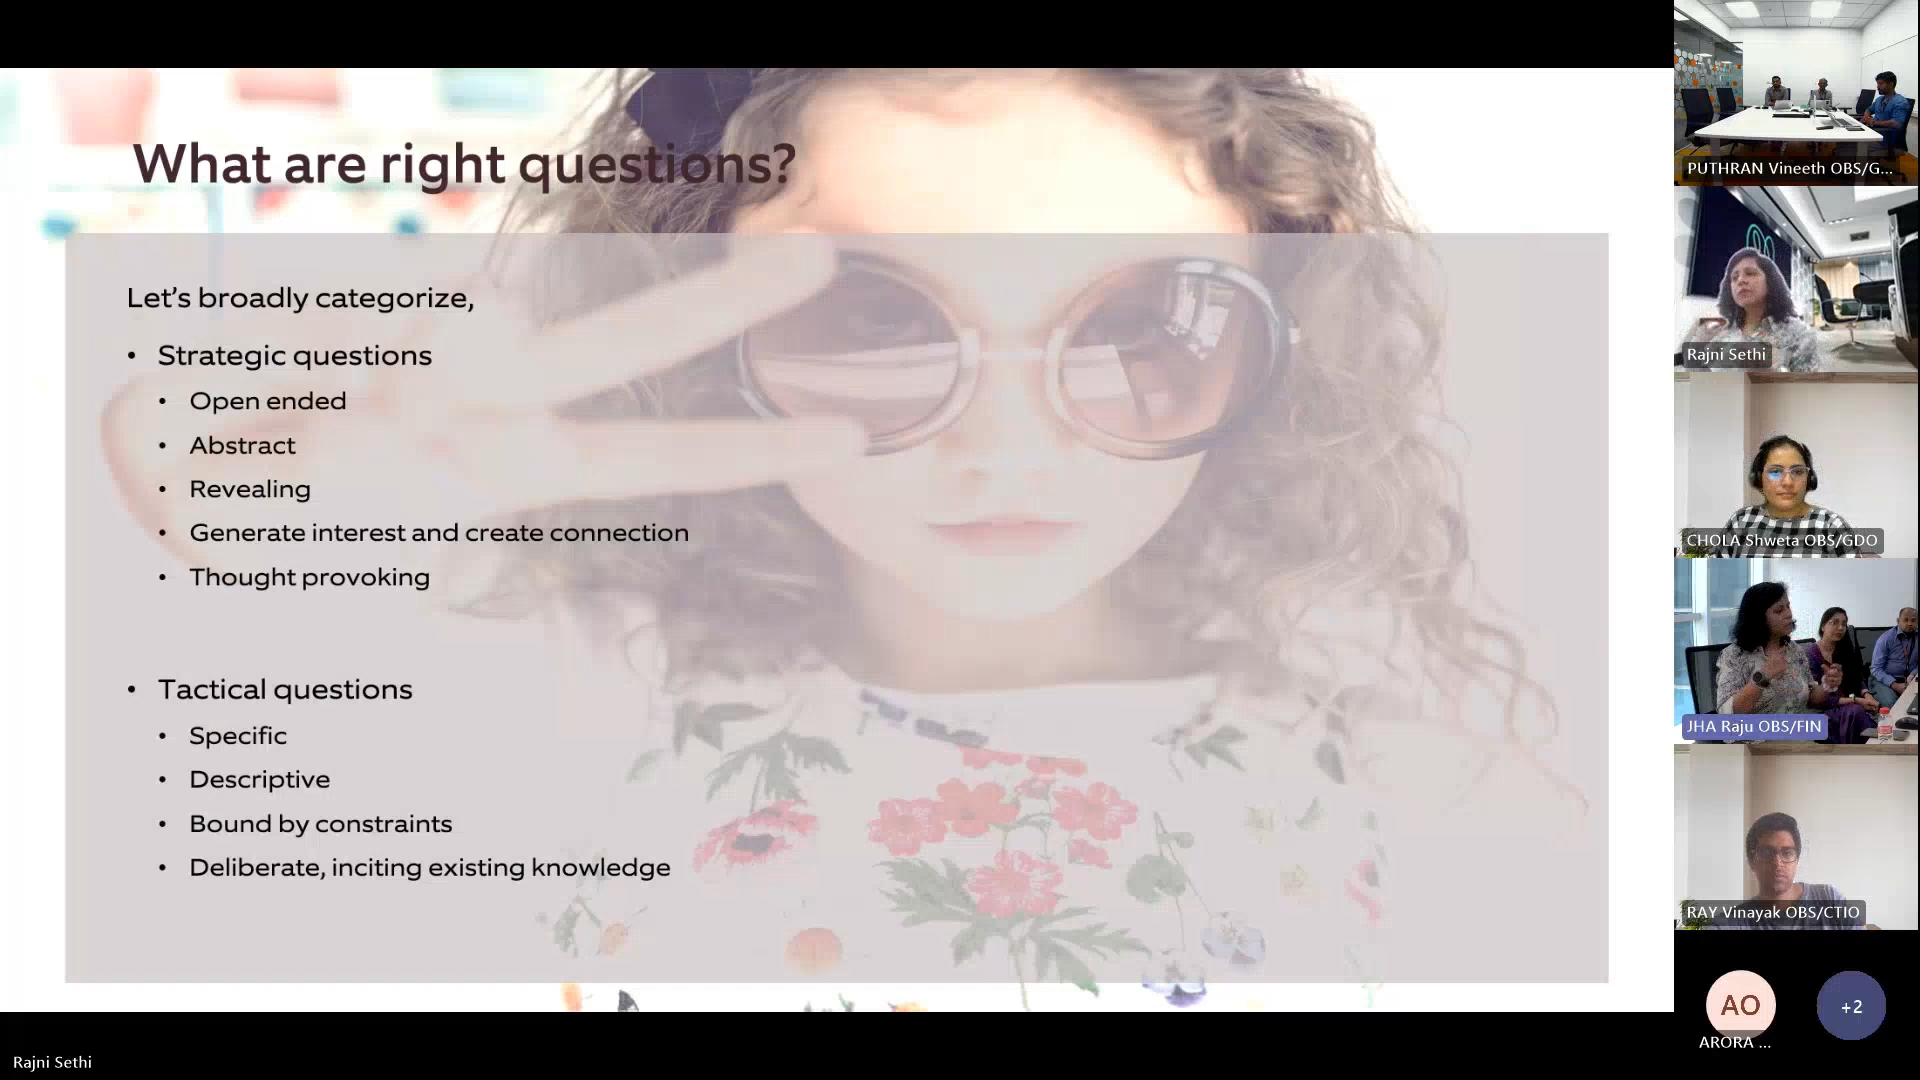 What are right questions?
Let's broadly categorize,
• Strategic questions
• Open ended
• Abstract
• Revealing
• Generate interest and create connection
• Thought provoking
• Tactical questions
• Specific
• Descriptive
• Bound by constraints
• Deliberate, inciting existing knowledge
Rajni Sethi
PUTHRAN Vineeth OBS/G...
Rajni Sethi
CHOLA Shweta OBS/GDO
JHA Raju OBS/FIN
RAY Vinayak OBS/CTIO
AO
+2
ARORA ...